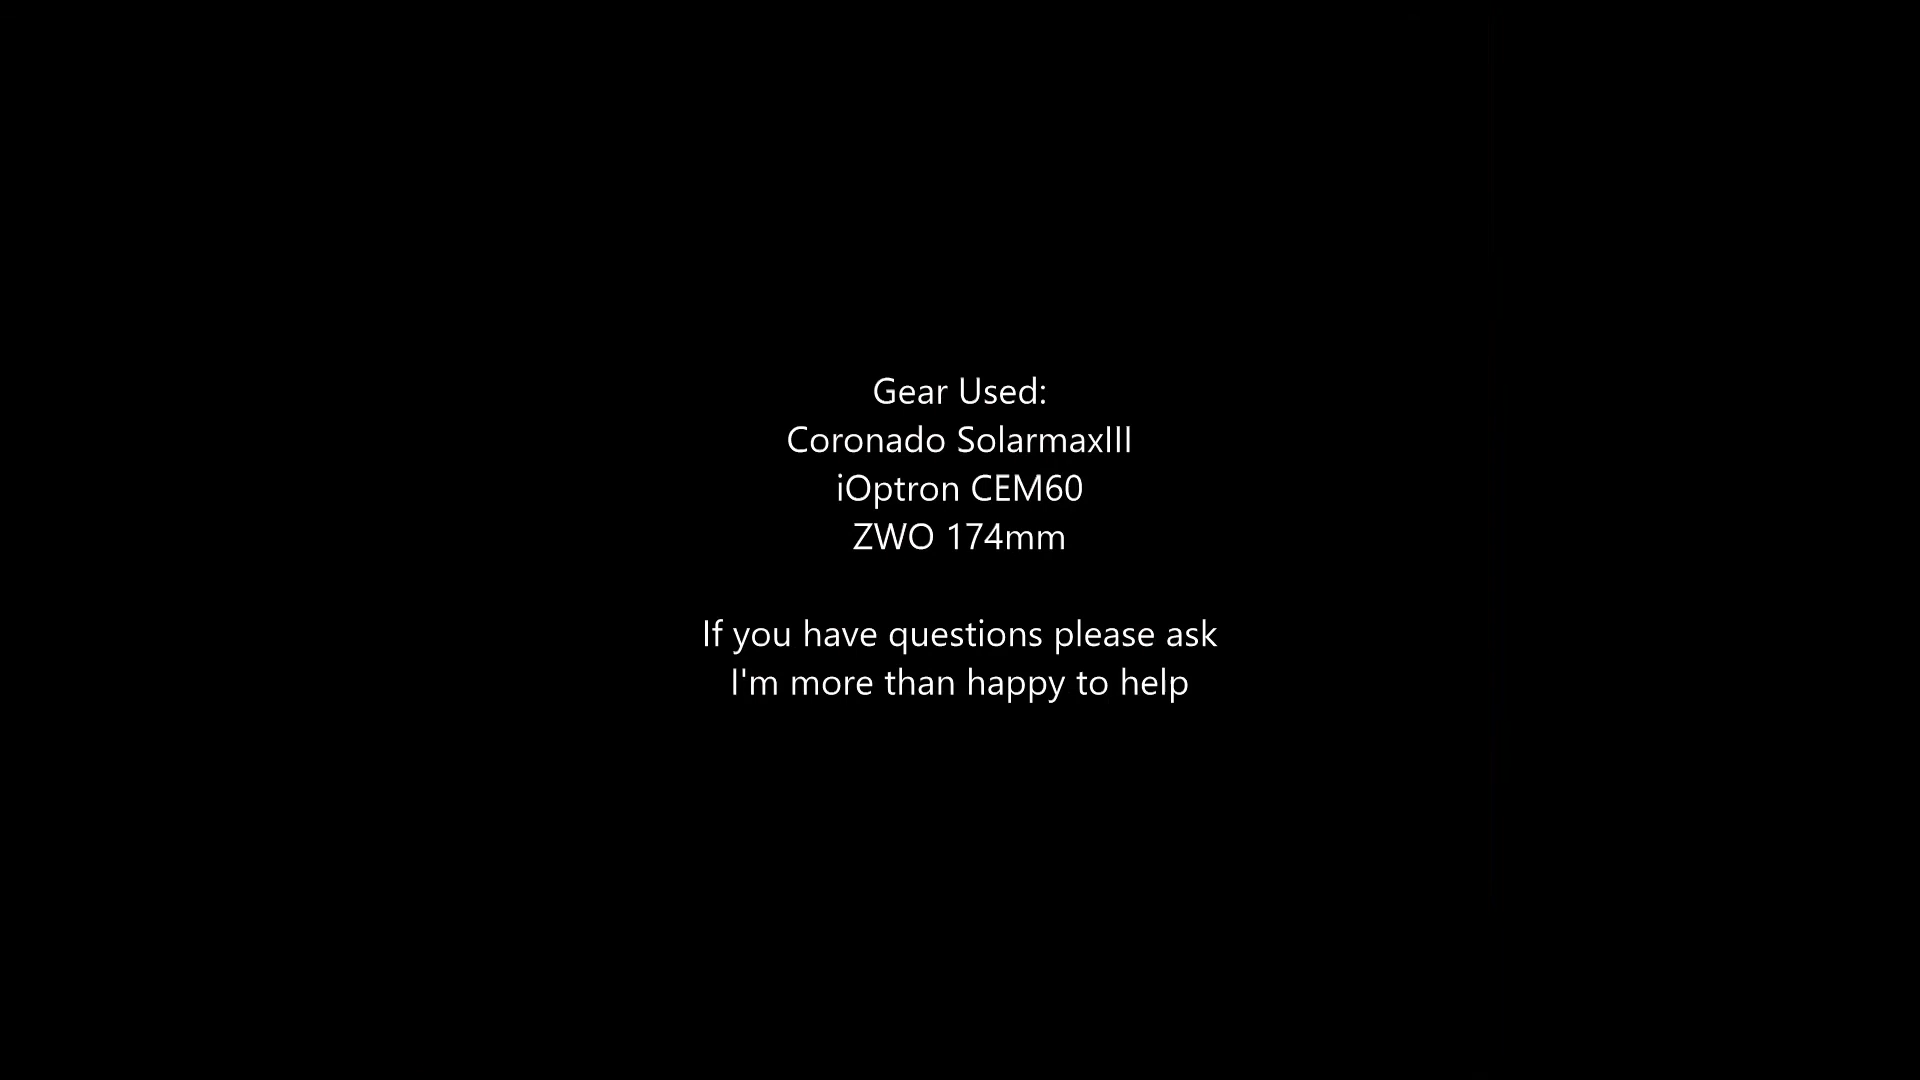 Gear Used:
Coronado SolarmaxIII
iOptron CEM60
ZWO 174mm
If you have questions please ask
I'm more than happy to help